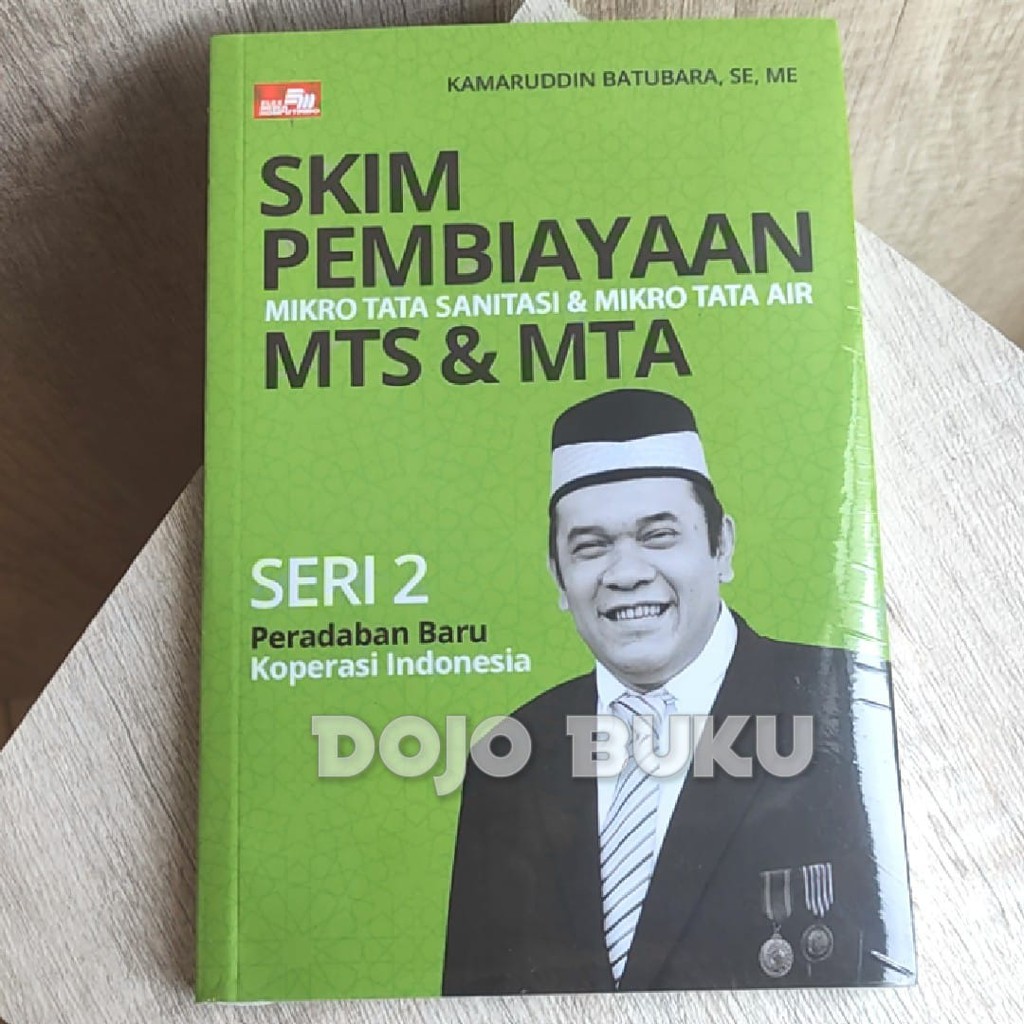 KAMARUDDIN BATUBARA, SE, ME
SKIM
PEMBIAYAAN
MIKRO TATA SANITASI & MIKRO TATA AIR
MTS & MTA
SERI 2
Peradaban Baru
Koperasi Indonesia
DOJO BUKU